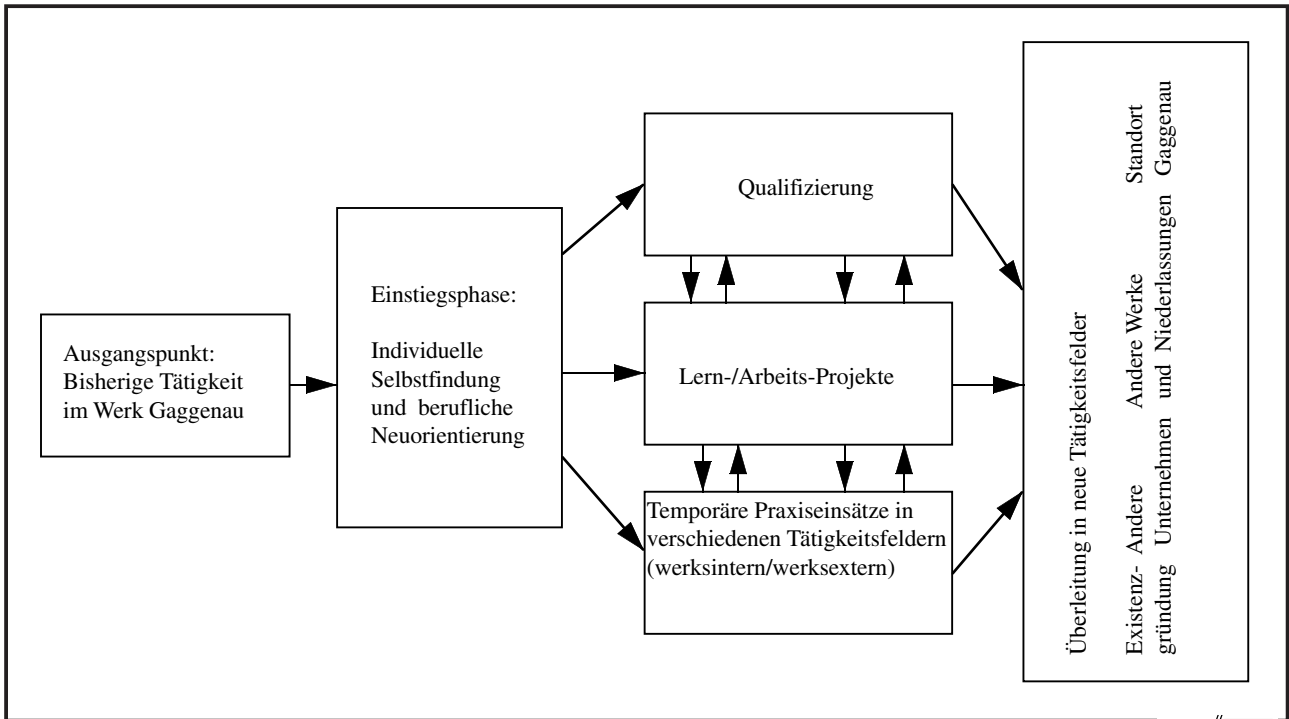 Ausgangspunkt:
Bisherige Tätigkeit
im Werk Gaggenau
Einstiegsphase:
Individuelle
Selbstfindung
und berufliche
Neuorientierung
Qualifizierung
Lern-/Arbeits-Projekte
Temporäre Praxiseinsätze in
verschiedenen Tätigkeitsfeldern
(werksintern/werksextern)
Überleitung in neue Tätigkeitsfelder
Existenz- Andere Andere Werke Standort
gründung Unternehmen und Niederlassungen Gaggenau